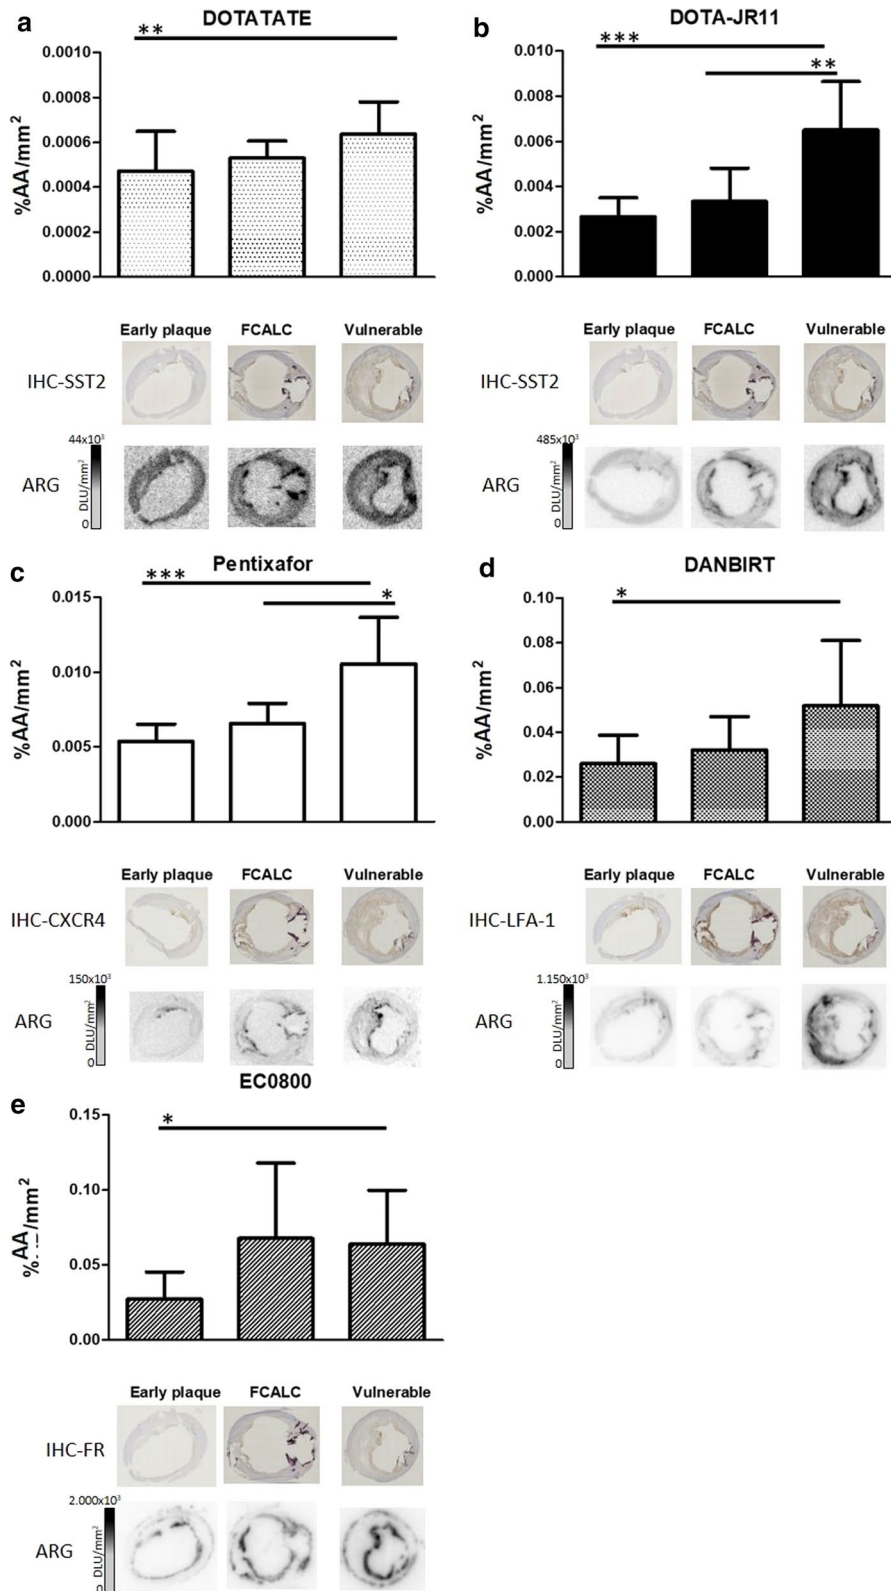 a
DOTATATE
**
0.0010
0.0008
0.0006
0.0004
0.0002
0.0000
%AA/mm²
Early plaque FCALC Vulnerable
IHC-SST2
44x10³
DLU/mm²
0
ARG
b
DOTA-JR11
***
**
0.010
0.008
0.006
0.004
0.002
0.000
%AA/mm²
Early plaque FCALC Vulnerable
IHC-SST2
485x10³
DLU/mm²
0
ARG
c
Pentixafor
***
*
0.015
0.010
0.005
0.000
%AA/mm²
Early plaque FCALC Vulnerable
IHC-CXCR4
150x10³
DLU/mm²
0
ARG
d
DANBIRT
*
0.10
0.08
0.06
0.04
0.02
0.00
%AA/mm²
Early plaque FCALC Vulnerable
IHC-LFA-1
1.150x10³
DLU/mm²
0
ARG
e
EC0800
*
0.15
0.10
0.05
0.00
%AA/mm²
Early plaque FCALC Vulnerable
IHC-FR
2.000x10³
DLU/mm²
0
ARG